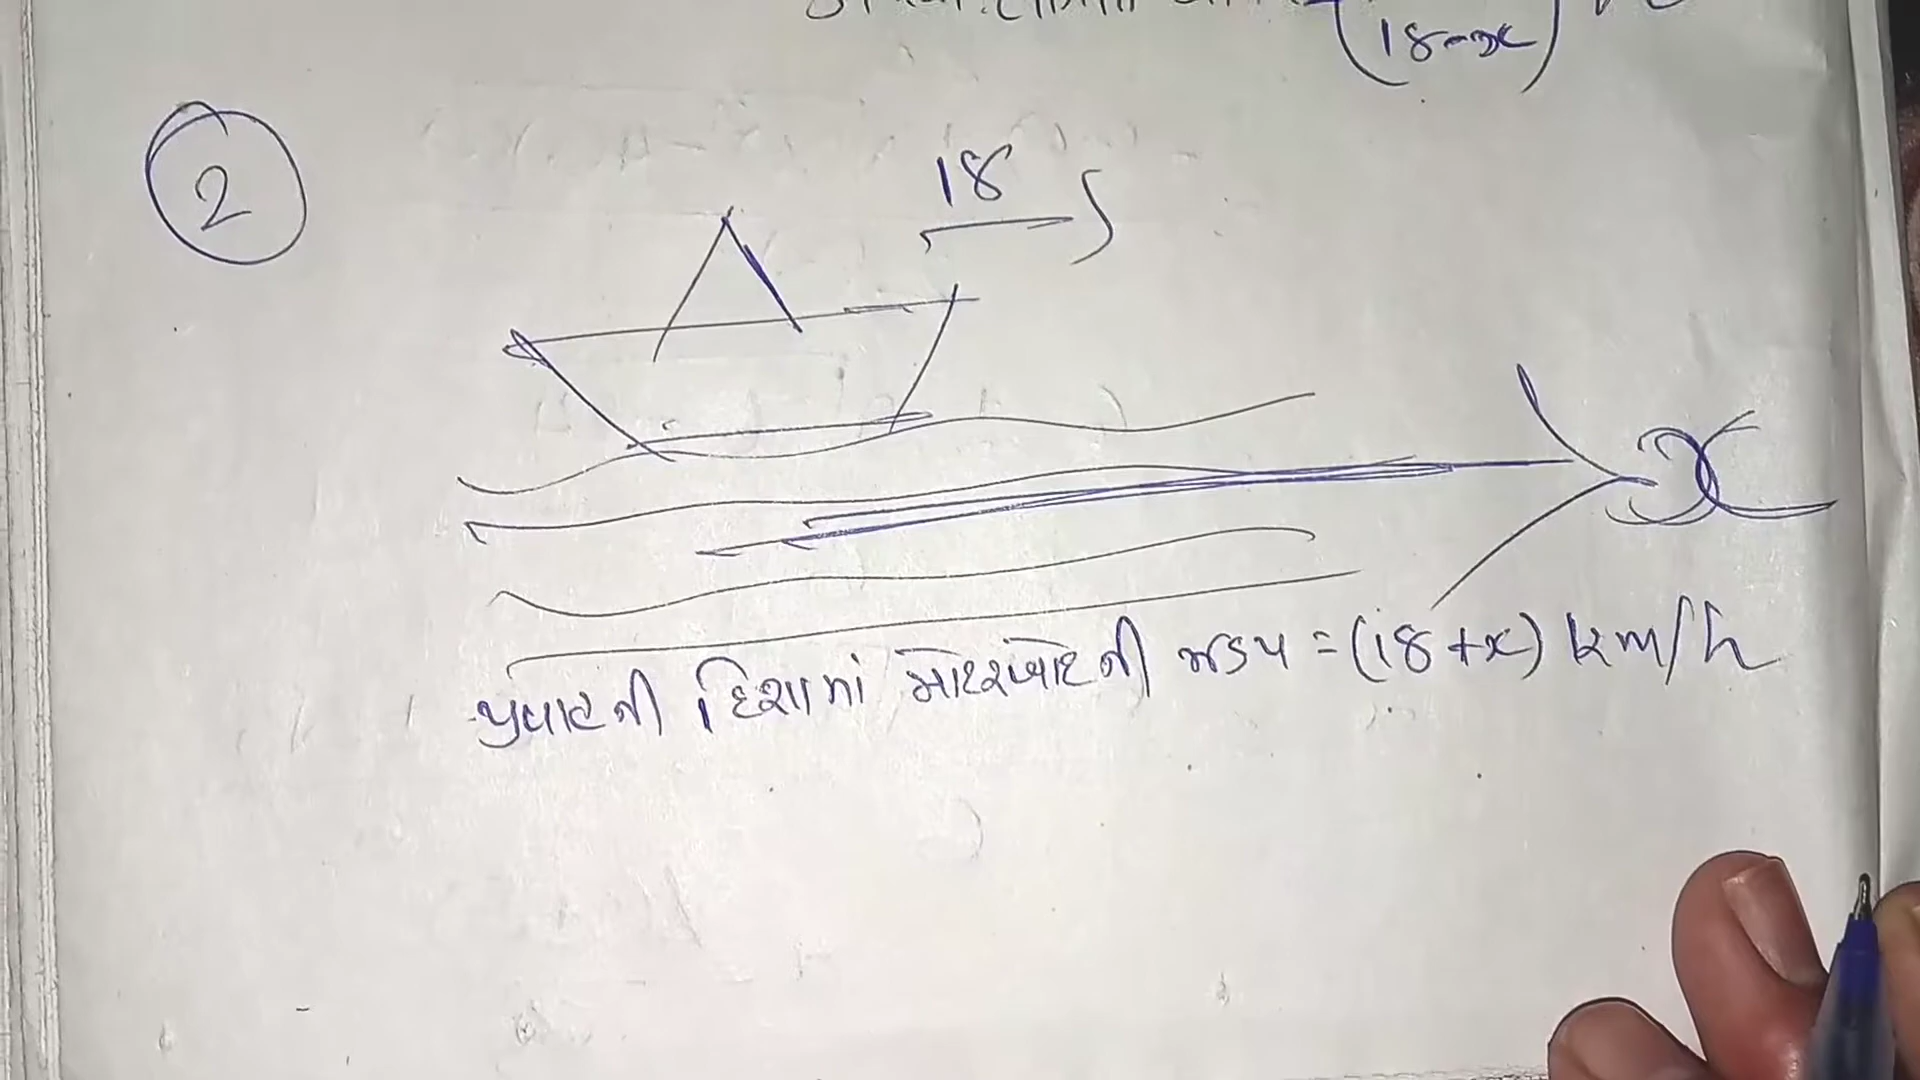 (18-x)
2
18
x
પ્રવાહની દિશામાં મોટરબોટની ઝડપ = (18+x) km/h